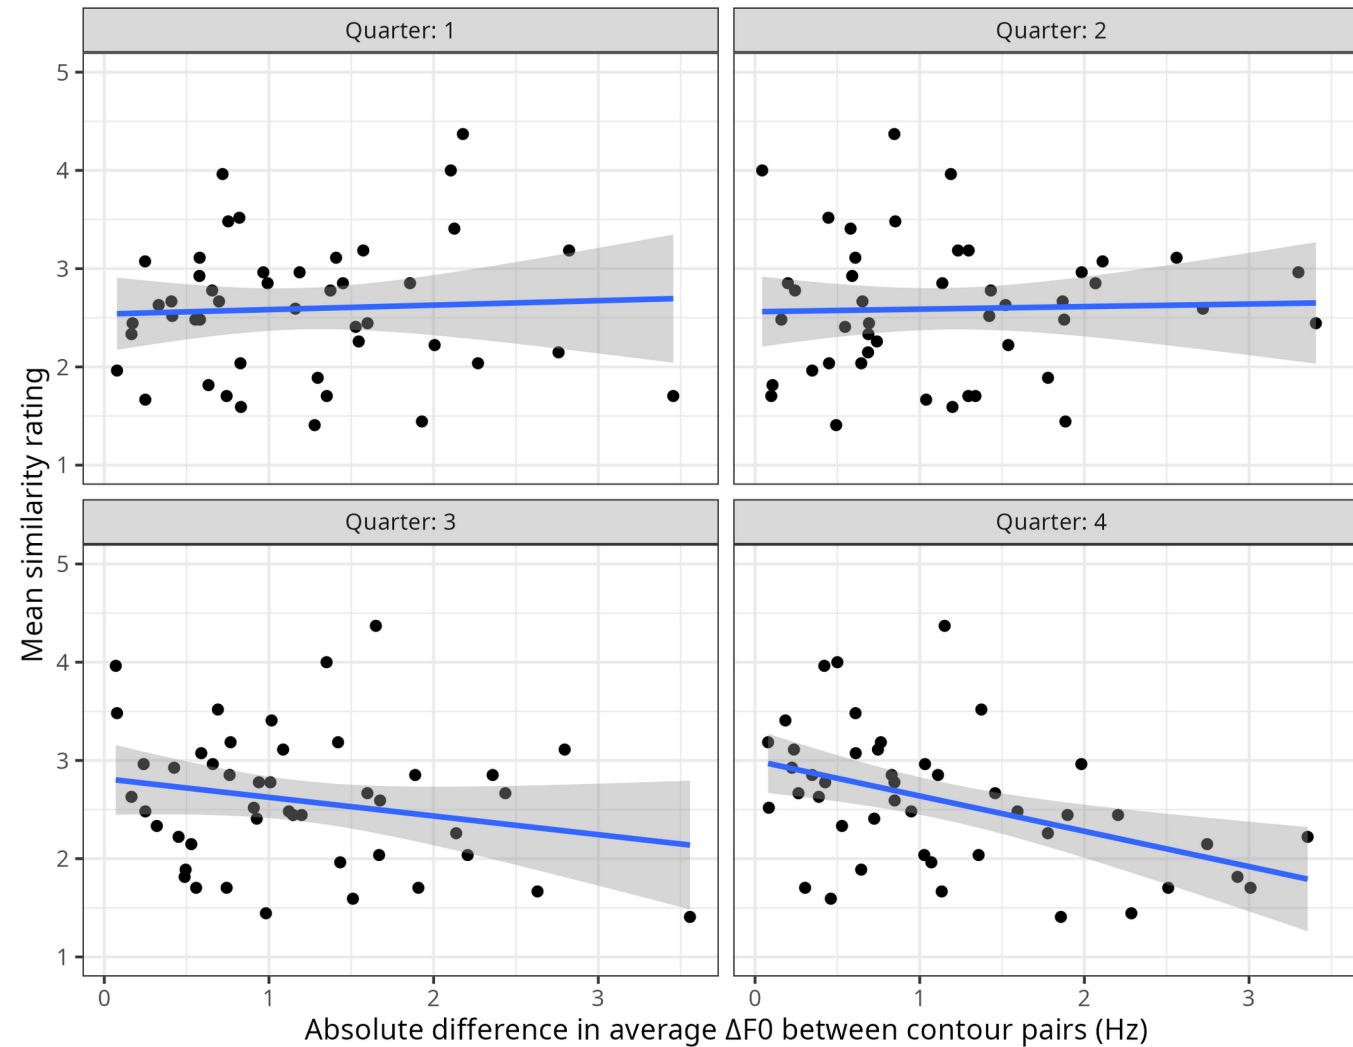 Quarter: 1
Quarter: 2
5
4
3
2
1
Quarter: 3
Quarter: 4
5
4
3
2
1
0 1 2 3
0 1 2 3
Mean similarity rating
Absolute difference in average ΔF0 between contour pairs (Hz)